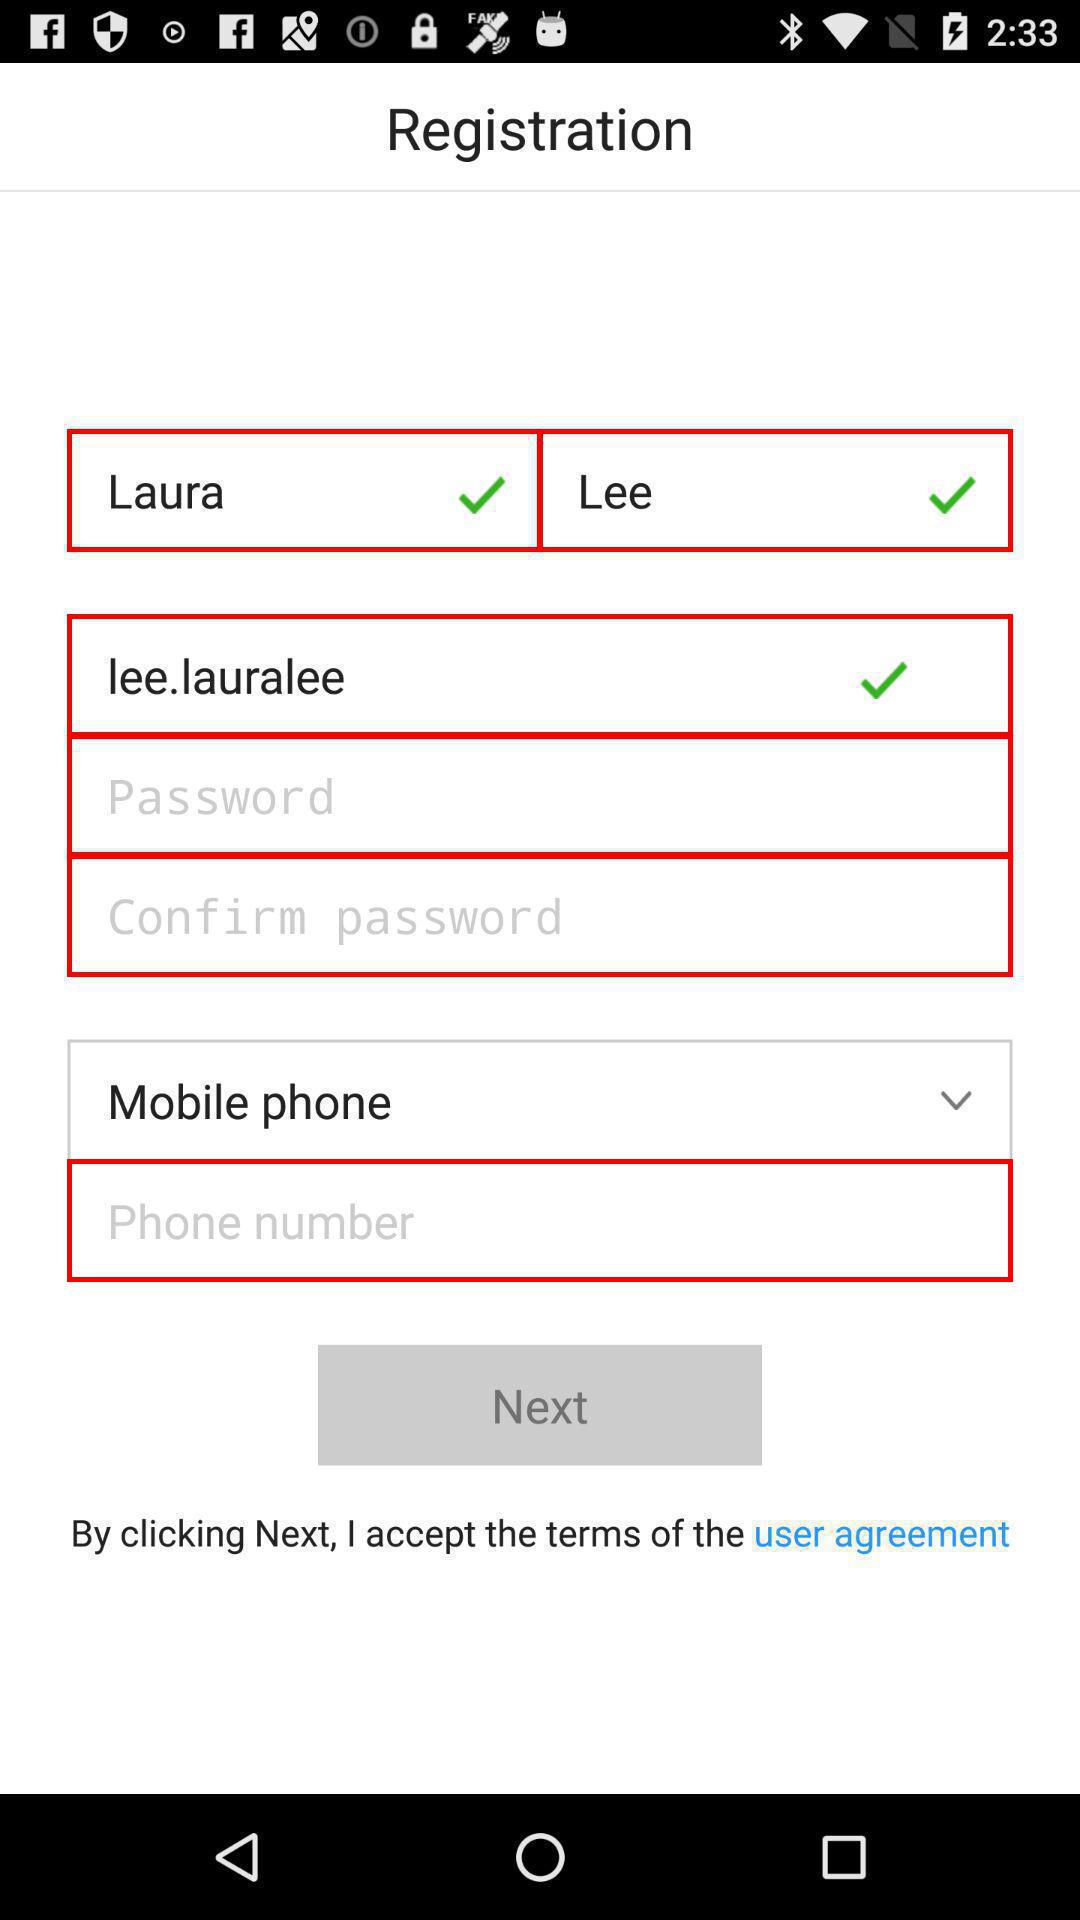 FAKE
2:33
Registration
Laura
Lee
lee.lauralee
Password
Confirm password
Mobile phone
Phone number
Next
By clicking Next, I accept the terms of the user agreement